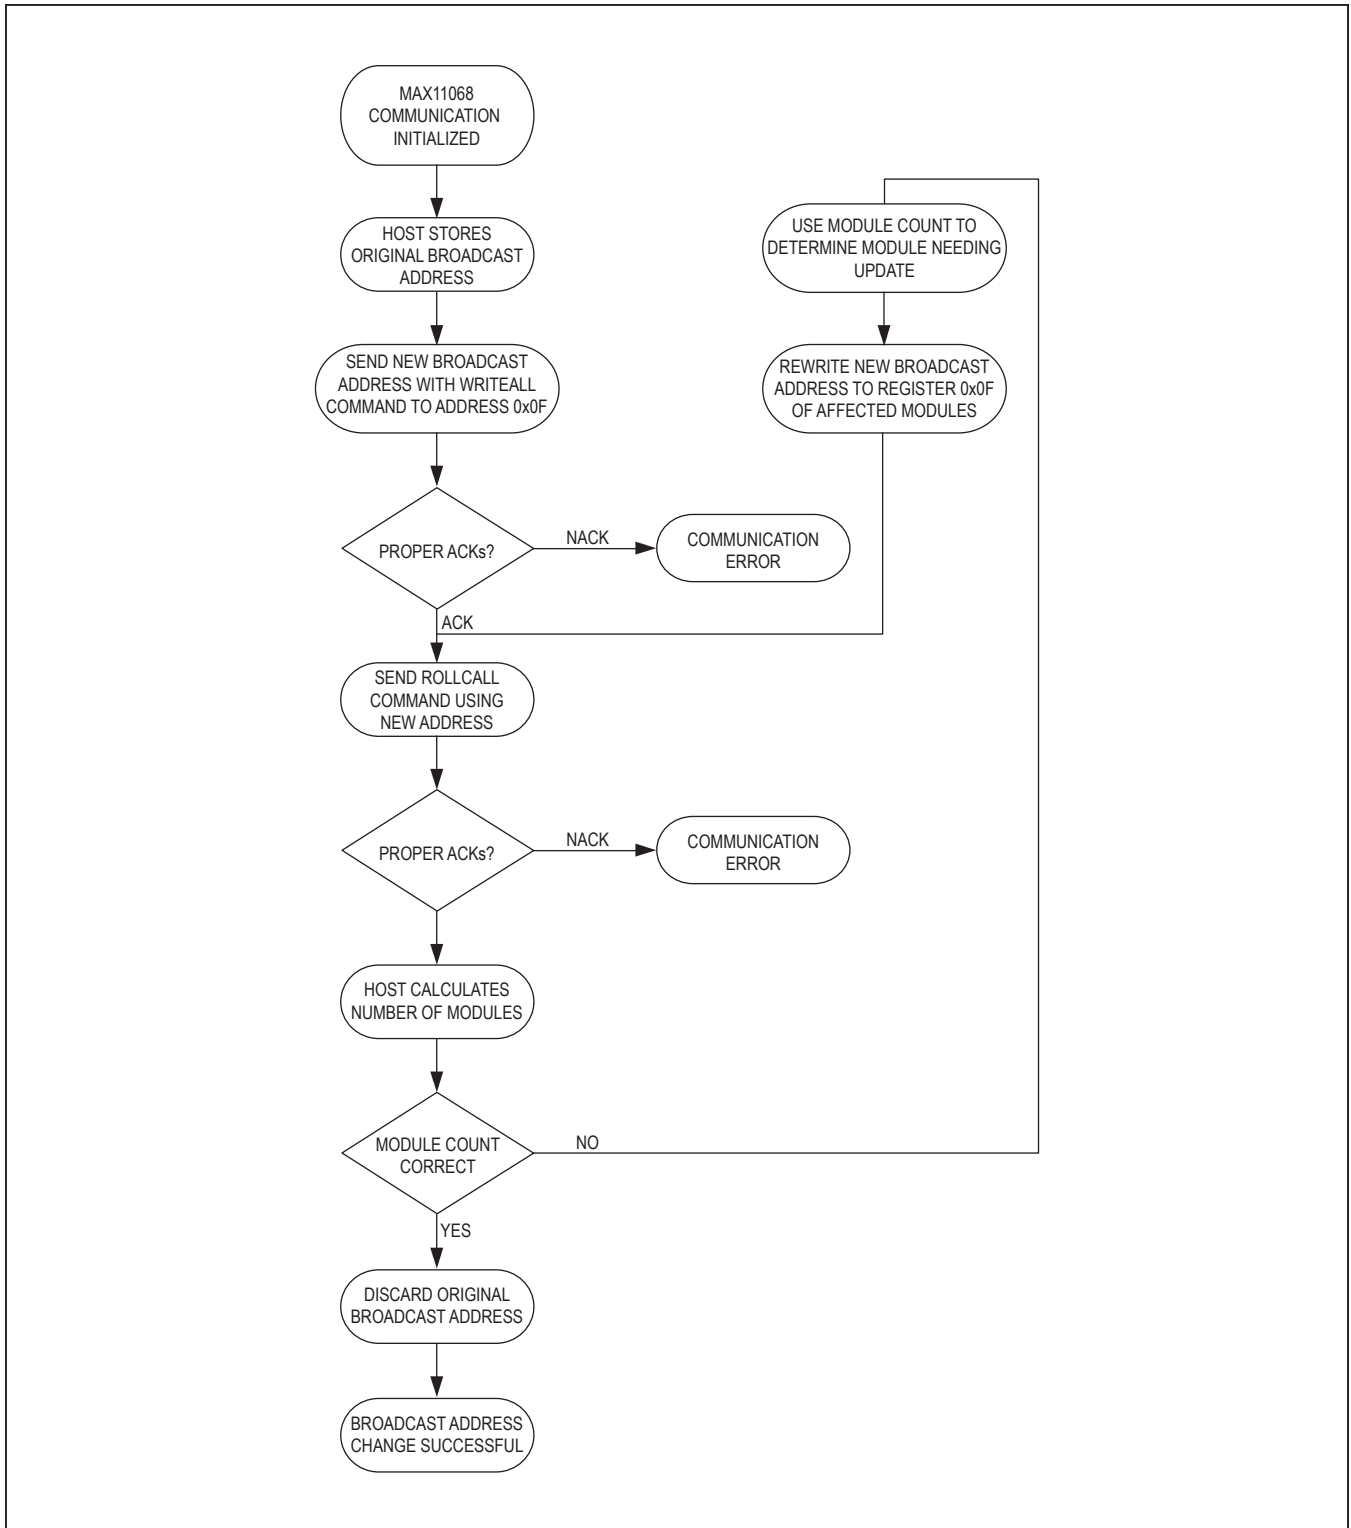 MAX11068
COMMUNICATION
INITIALIZED
HOST STORES
ORIGINAL BROADCAST
ADDRESS
SEND NEW BROADCAST
ADDRESS WITH WRITEALL
COMMAND TO ADDRESS 0x0F
PROPER ACKs?
NACK
COMMUNICATION
ERROR
ACK
USE MODULE COUNT TO
DETERMINE MODULE NEEDING
UPDATE
REWRITE NEW BROADCAST
ADDRESS TO REGISTER 0x0F
OF AFFECTED MODULES
SEND ROLLCALL
COMMAND USING
NEW ADDRESS
PROPER ACKs?
NACK
COMMUNICATION
ERROR
HOST CALCULATES
NUMBER OF MODULES
MODULE COUNT
CORRECT
NO
YES
DISCARD ORIGINAL
BROADCAST ADDRESS
BROADCAST ADDRESS
CHANGE SUCCESSFUL